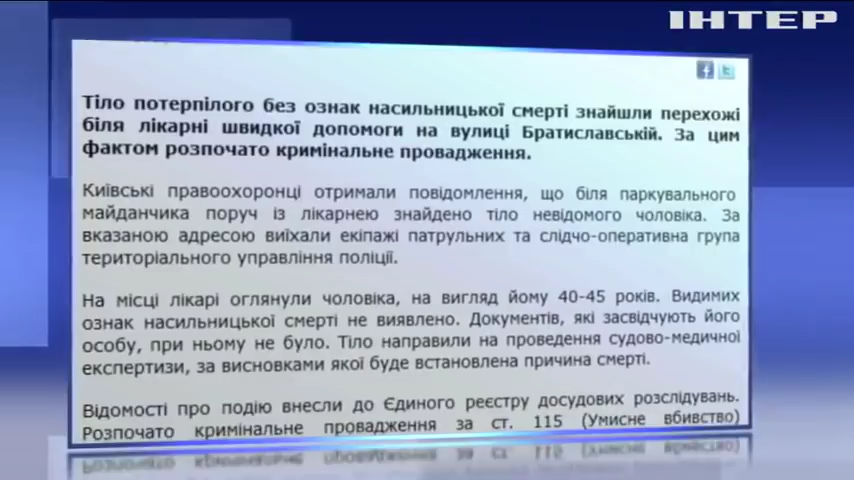 ІНТЕР
Тіло потерпілого без ознак насильницької смерті знайшли перехожі
біля лікарні швидкої допомоги на вулиці Братиславській. За цим
фактом розпочато кримінальне провадження.
Київські правоохоронці отримали повідомлення, що біля паркувального
майданчика поруч із лікарнею знайдено тіло невідомого чоловіка. За
вказаною адресою виїхали екіпажі патрульних та слідчо-оперативна група
територіального управління поліції.
На місці лікарі оглянули чоловіка, на вигляд йому 40-45 років. Видимих
ознак насильницької смерті не виявлено. Документів, які засвідчують його
особу, при ньому не було. Тіло направили на проведення судово-медичної
експертизи, за висновками якої буде встановлена причина смерті.
Відомості про подію внесли до Єдиного реєстру досудових розслідувань.
Розпочато кримінальне провадження за ст. 115 (Умисне вбивство)